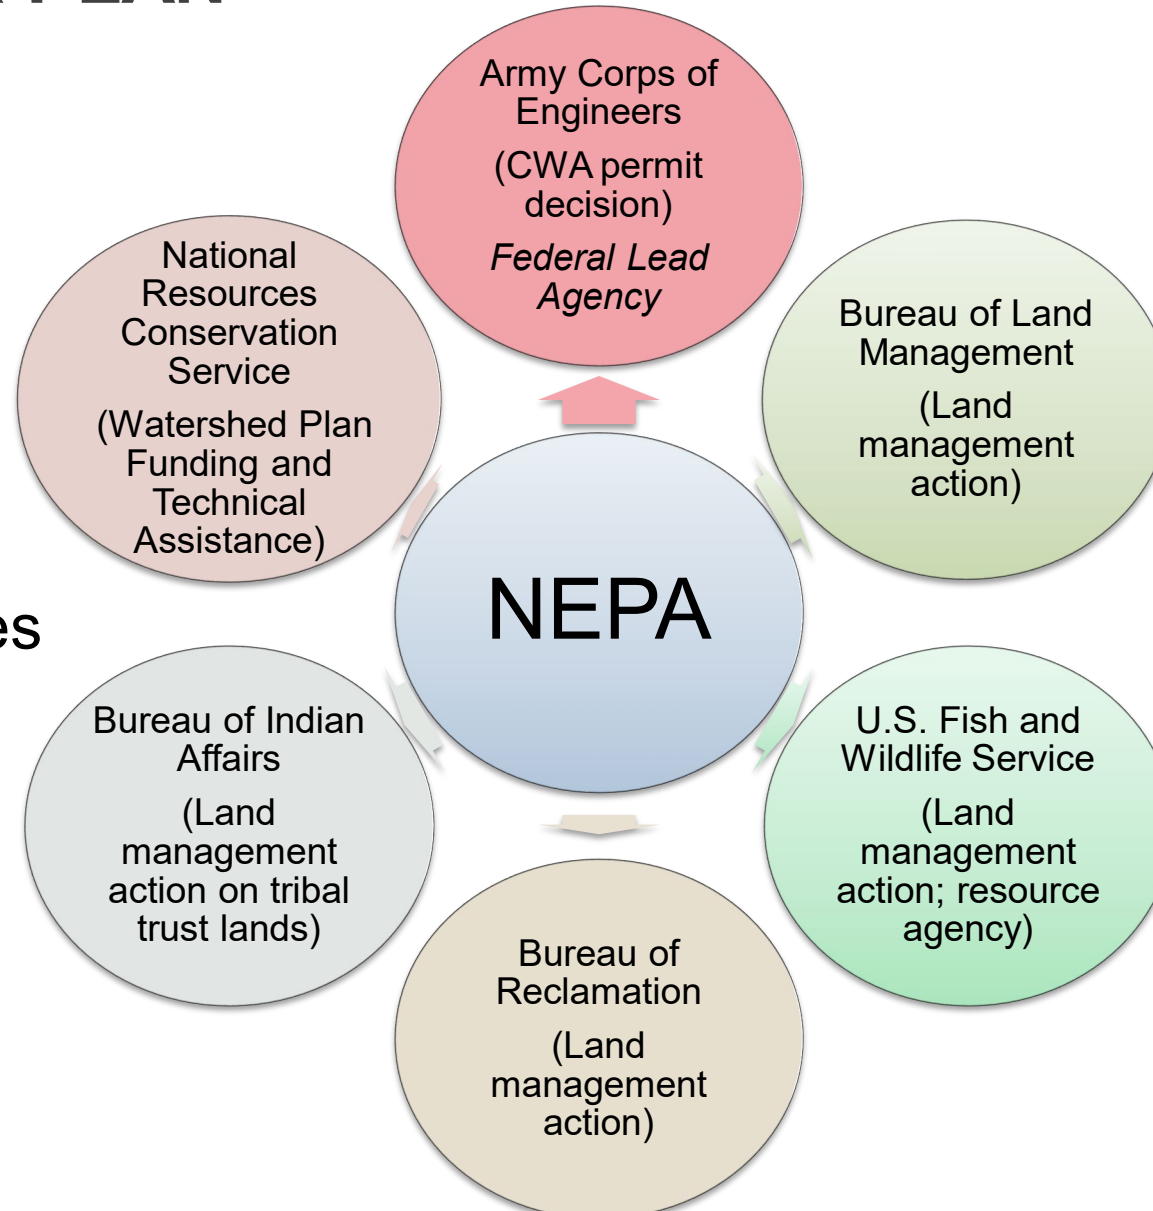 PLAN
Army Corps of
Engineers
(CWA permit
decision)
Federal Lead
Agency
National
Resources
Conservation
Service
(Watershed Plan
Funding and
Technical
Assistance)
Bureau of Land
Management
(Land
management
action)
NEPA
es
Bureau of Indian
Affairs
(Land
management
action on tribal
trust lands)
U.S. Fish and
Wildlife Service
(Land
management
action; resource
agency)
Bureau of
Reclamation
(Land
management
action)